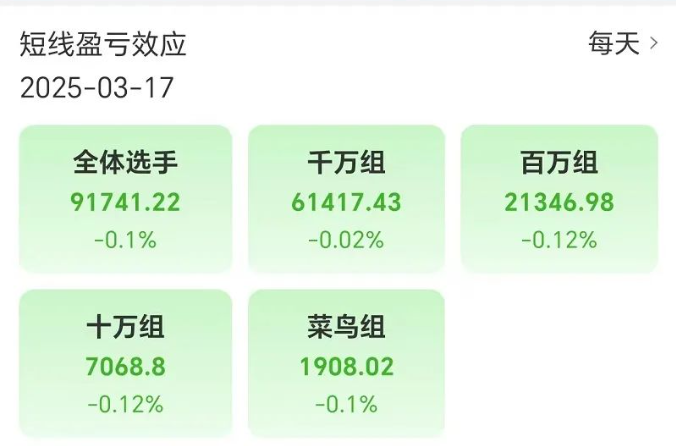 短线盈亏效应
每天 >
2025-03-17
全体选手
91741.22
-0.1%
千万组
61417.43
-0.02%
百万组
21346.98
-0.12%
十万组
7068.8
-0.12%
菜鸟组
1908.02
-0.1%